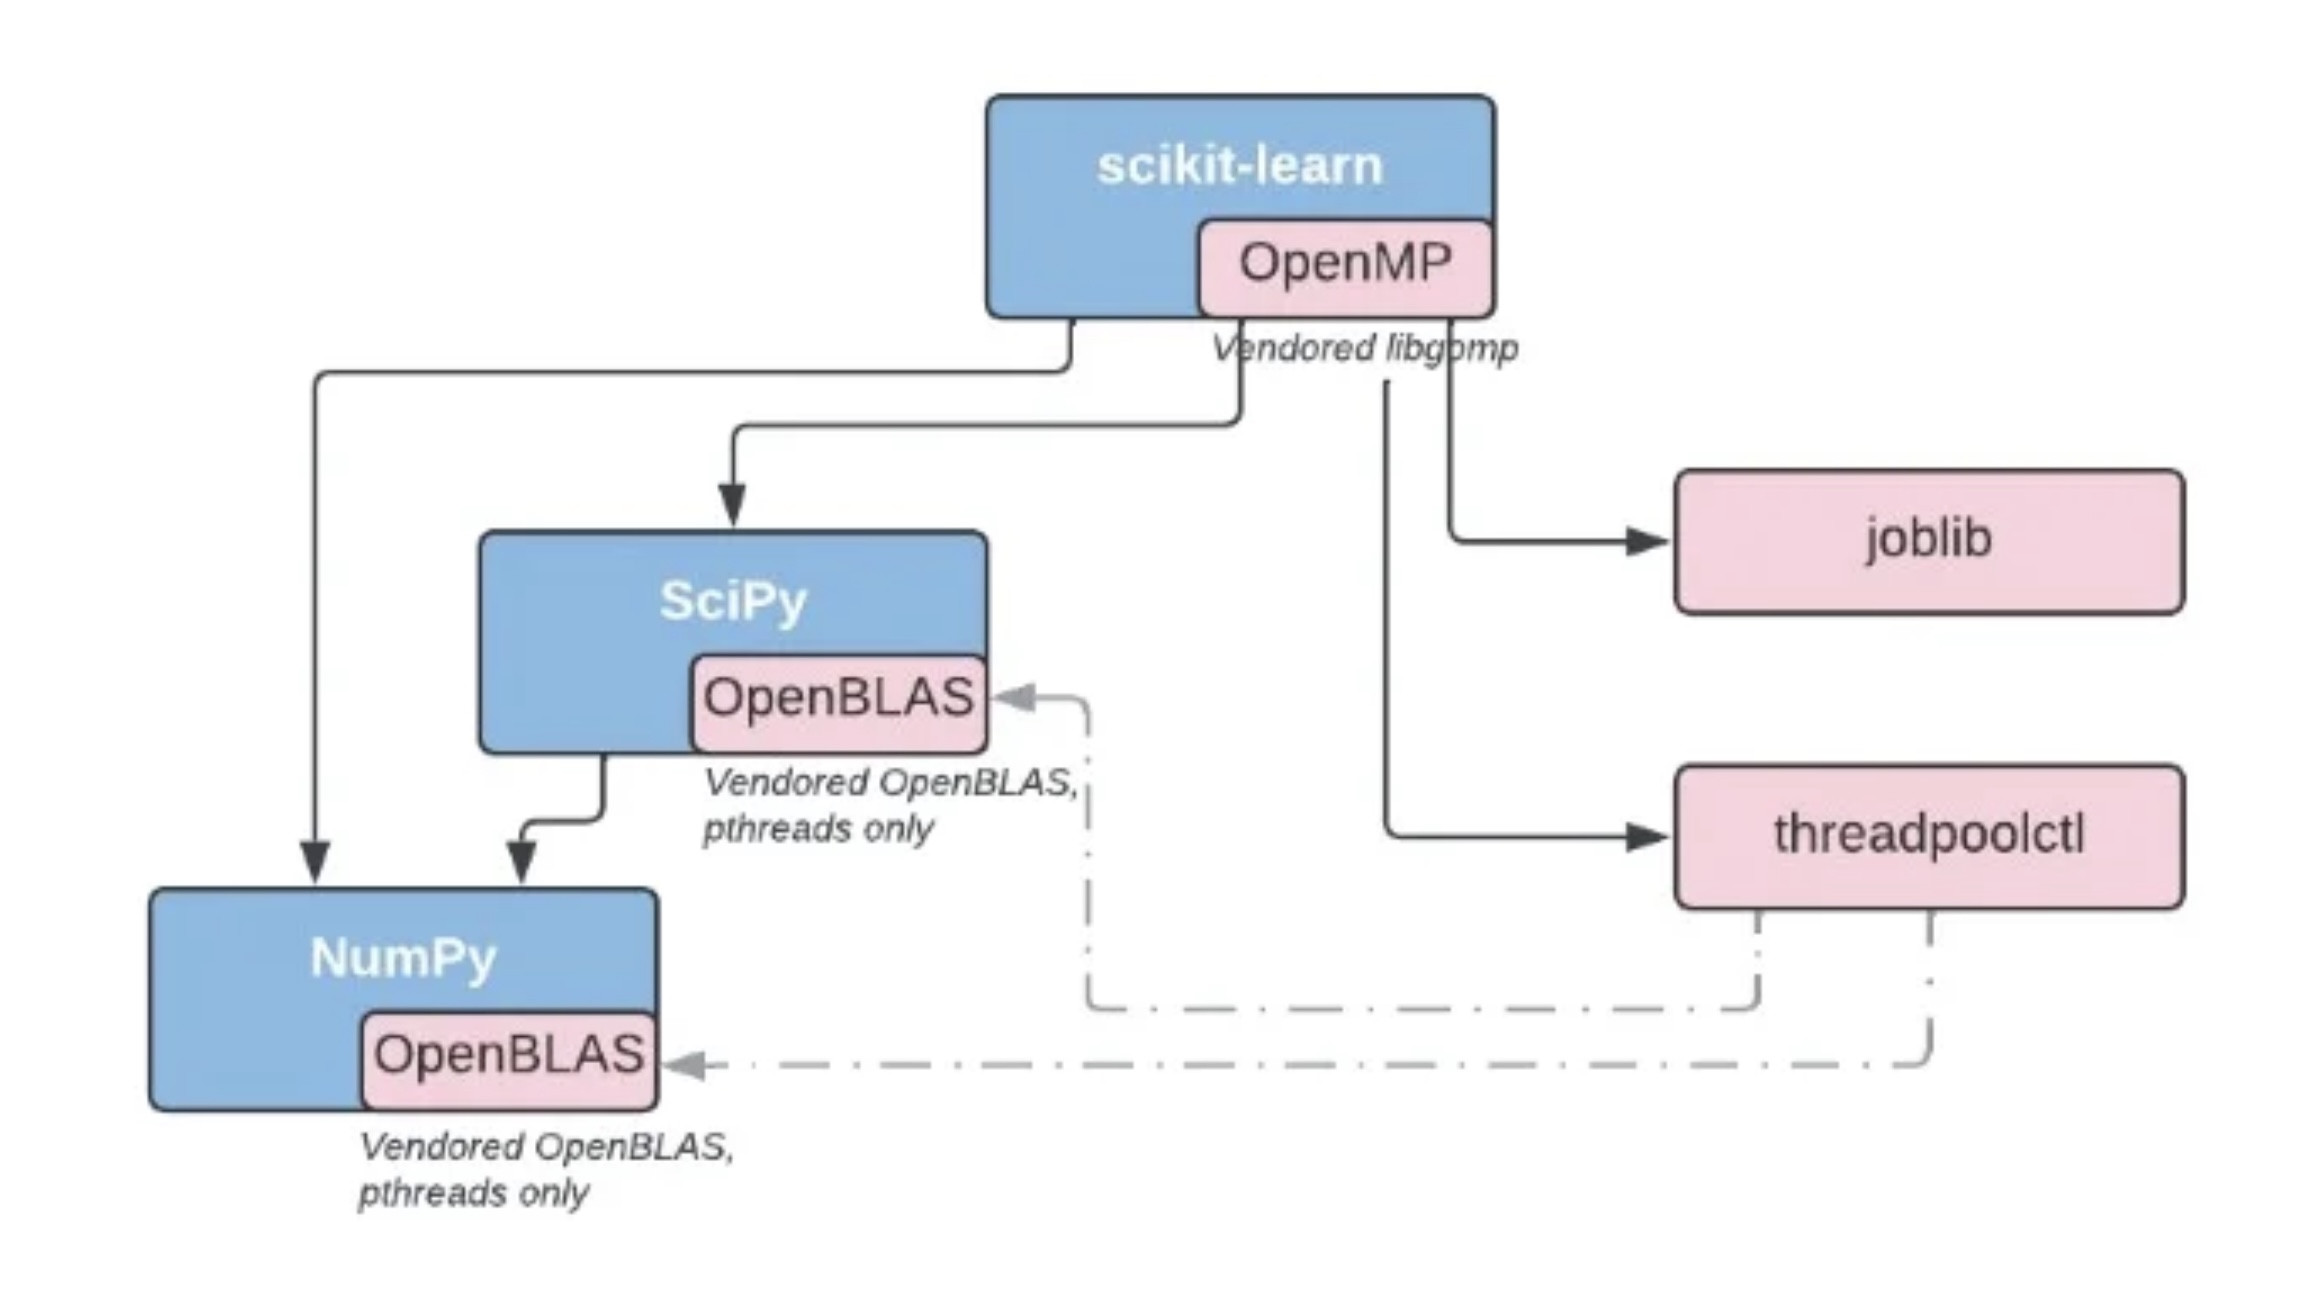 scikit-learn
OpenMP
Vendored libgomp
joblib
SciPy
OpenBLAS
Vendored OpenBLAS,
pthreads only
threadpoolctl
NumPy
OpenBLAS
Vendored OpenBLAS,
pthreads only